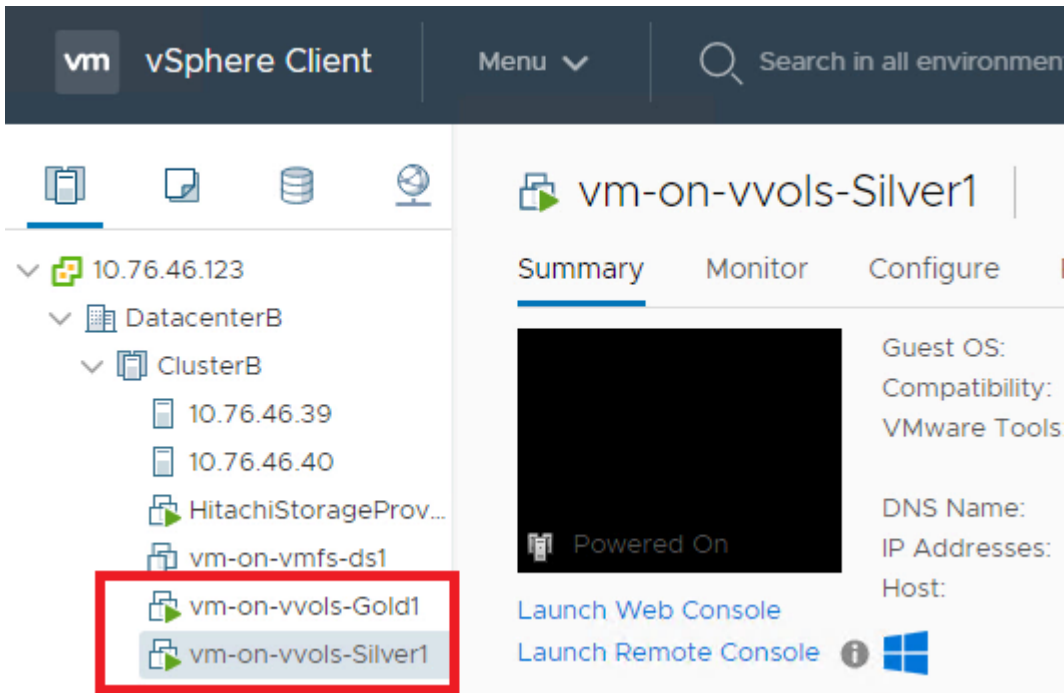 vm vSphere Client Menu Search in all environmen
vm-on-vvols-Silver1
Summary Monitor Configure
10.76.46.123
DatacenterB
ClusterB
10.76.46.39
10.76.46.40
HitachiStorageProv...
vm-on-vmfs-ds1
vm-on-vvols-Gold1
vm-on-vvols-Silver1
Powered On
Guest OS:
Compatibility:
VMware Tools
DNS Name:
IP Addresses:
Host:
Launch Web Console
Launch Remote Console